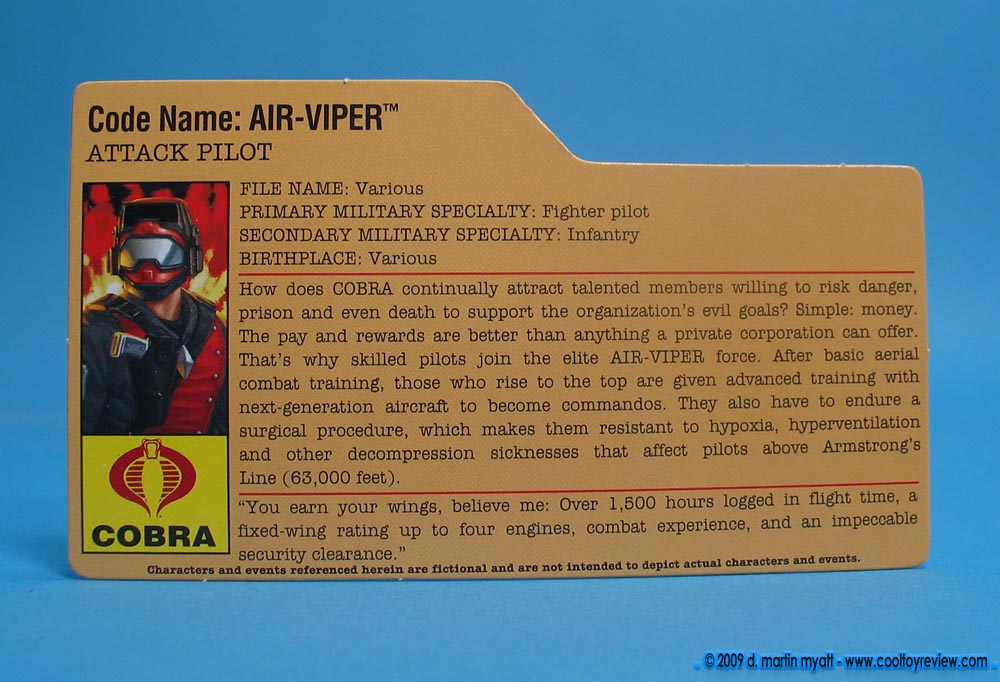 Code Name: AIR-VIPER™
ATTACK PILOT
FILE NAME: Various
PRIMARY MILITARY SPECIALTY: Fighter pilot
SECONDARY MILITARY SPECIALTY: Infantry
BIRTHPLACE: Various
How does COBRA continually attract talented members willing to risk danger,
prison and even death to support the organization's evil goals? Simple: money.
The pay and rewards are better than anything a private corporation can offer.
That's why skilled pilots join the elite AIR-VIPER force. After basic aerial
combat training, those who rise to the top are given advanced training with
next-generation aircraft to become commandos. They also have to endure a
surgical procedure, which makes them resistant to hypoxia, hyperventilation
and other decompression sicknesses that affect pilots above Armstrong's
Line (63,000 feet).
"You earn your wings, believe me: Over 1,500 hours logged in flight time, a
fixed-wing rating up to four engines, combat experience, and an impeccable
security clearance."
COBRA
Characters and events referenced herein are fictional and are not intended to depict actual characters and events.
© 2009 d. martin myatt - www.cooltoyreview.com